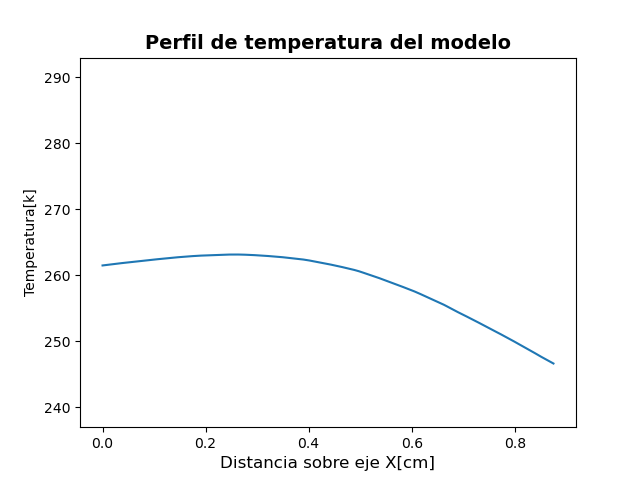 Perfil de temperatura del modelo
290
280
270
260
250
240
Temperatura[k]
0.0 0.2 0.4 0.6 0.8
Distancia sobre eje X[cm]